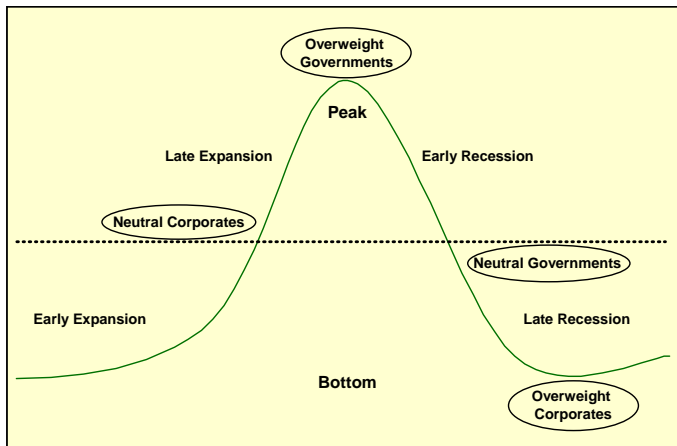 Overweight
Governments
Peak
Late Expansion
Early Recession
Neutral Corporates
Neutral Governments
Early Expansion
Late Recession
Bottom
Overweight
Corporates